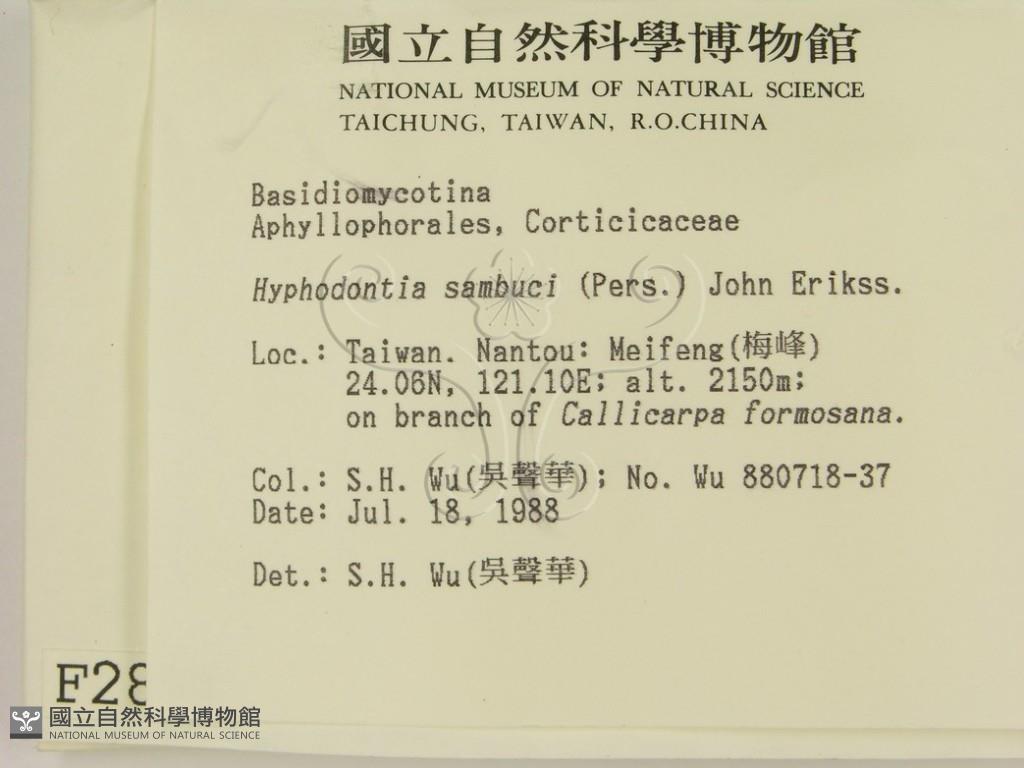 國立自然科學博物館
NATIONAL MUSEUM OF NATURAL SCIENCE
TAICHUNG, TAIWAN, R.O.CHINA
Basidiomycotina
Aphyllophorales, Corticicaceae
Hyphodontia sambuci (Pers.) John Erikss.
Loc.: Taiwan. Nantou: Meifeng(梅峰)
24.06N, 121.10E; alt. 2150m;
on branch of Callicarpa formosana.
Col.: S.H. Wu(吳聲華); No. Wu 880718-37
Date: Jul. 18, 1988
Det.: S.H. Wu(吳聲華)
F28
國立自然科學博物館
NATIONAL MUSEUM OF NATURAL SCIENCE